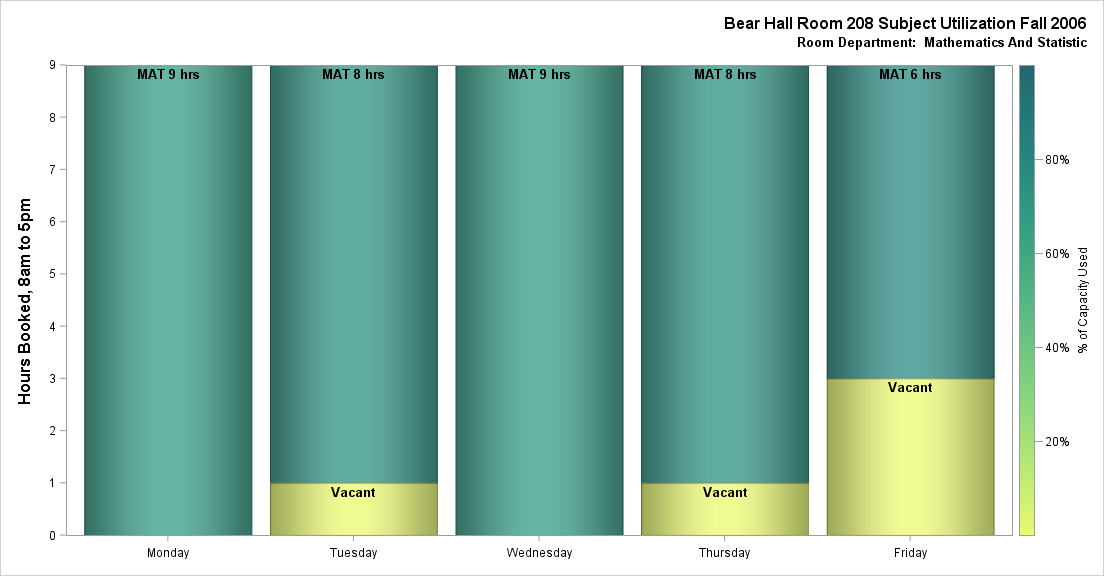 Bear Hall Room 208 Subject Utilization Fall 2006
Room Department:  Mathematics And Statistic
Hours Booked, 8am to 5pm
9
8
7
6
5
4
3
2
1
0
MAT 9 hrs
MAT 8 hrs
MAT 9 hrs
MAT 8 hrs
MAT 6 hrs
Vacant
Vacant
Vacant
Monday
Tuesday
Wednesday
Thursday
Friday
80%
60%
40%
20%
% of Capacity Used